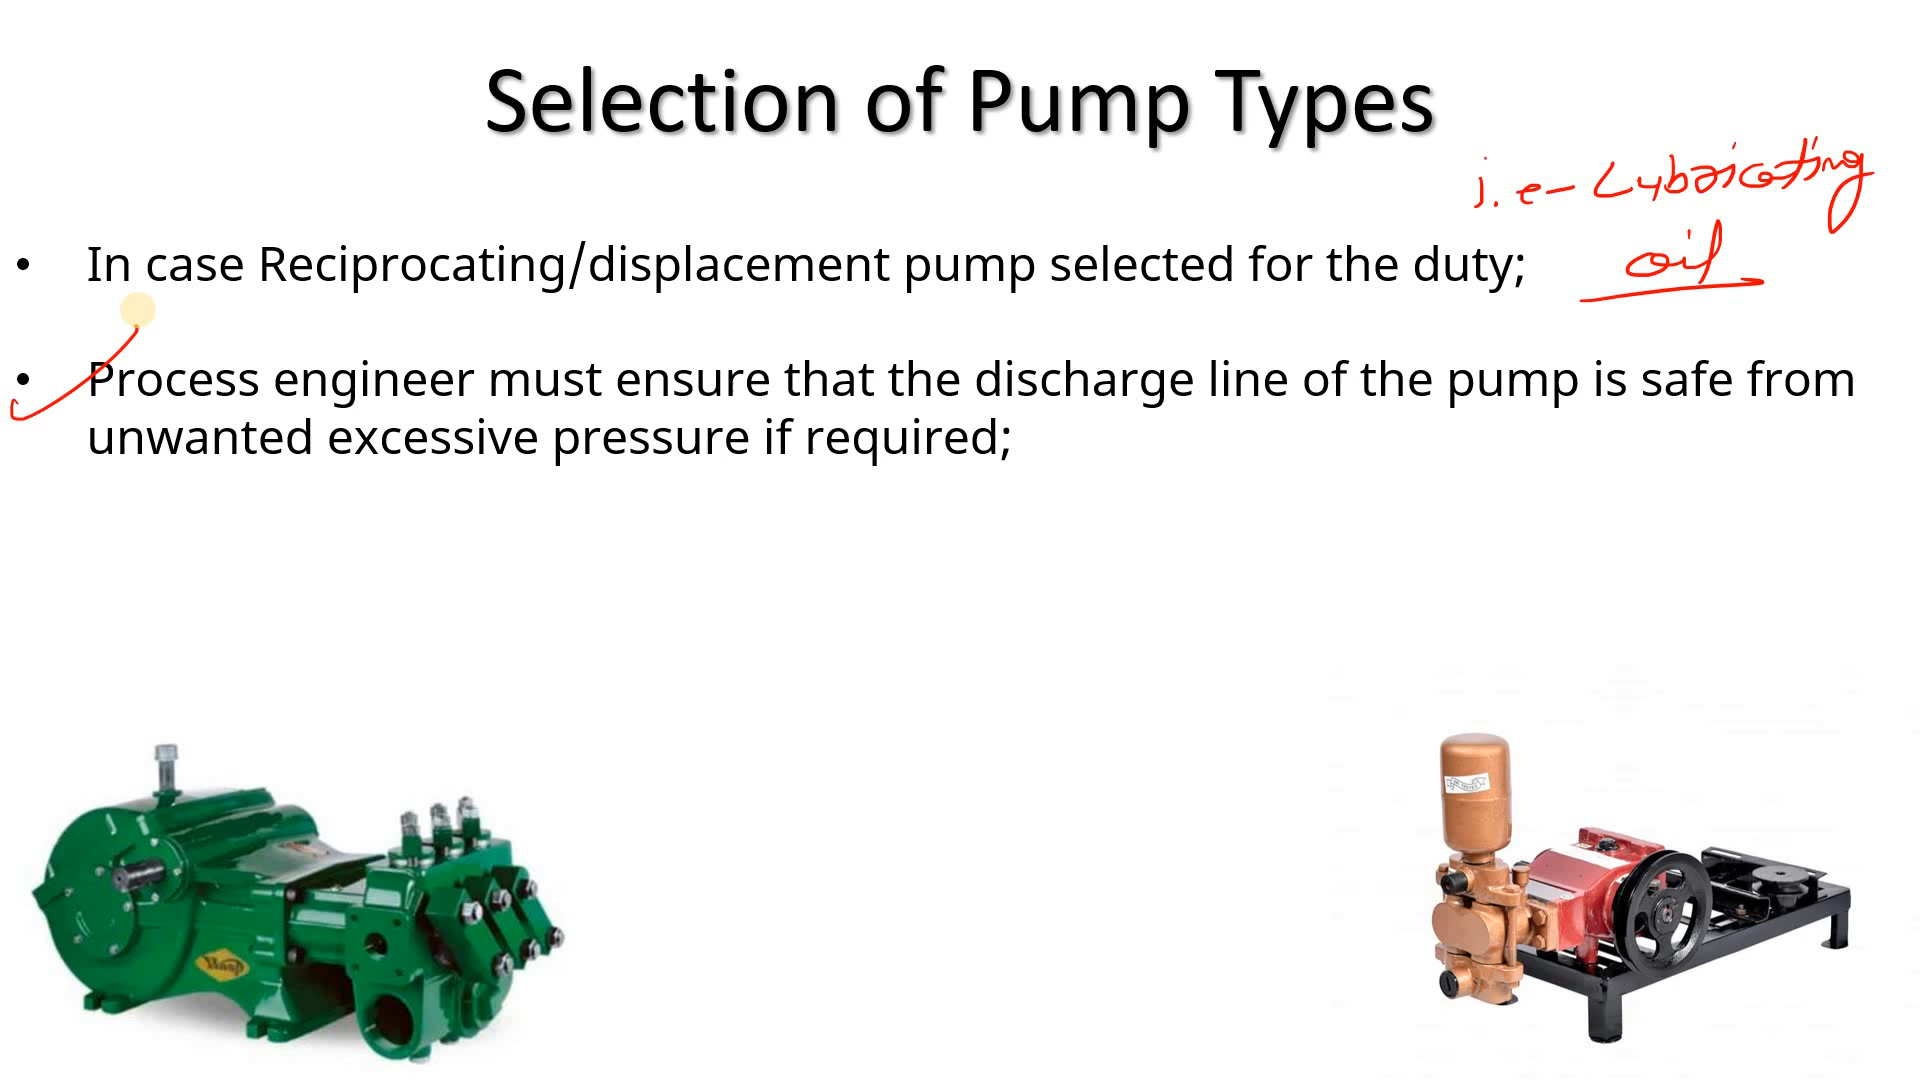 Selection of Pump Types
i.e- Lubricating
oil
• In case Reciprocating/displacement pump selected for the duty;
• Process engineer must ensure that the discharge line of the pump is safe from
unwanted excessive pressure if required;